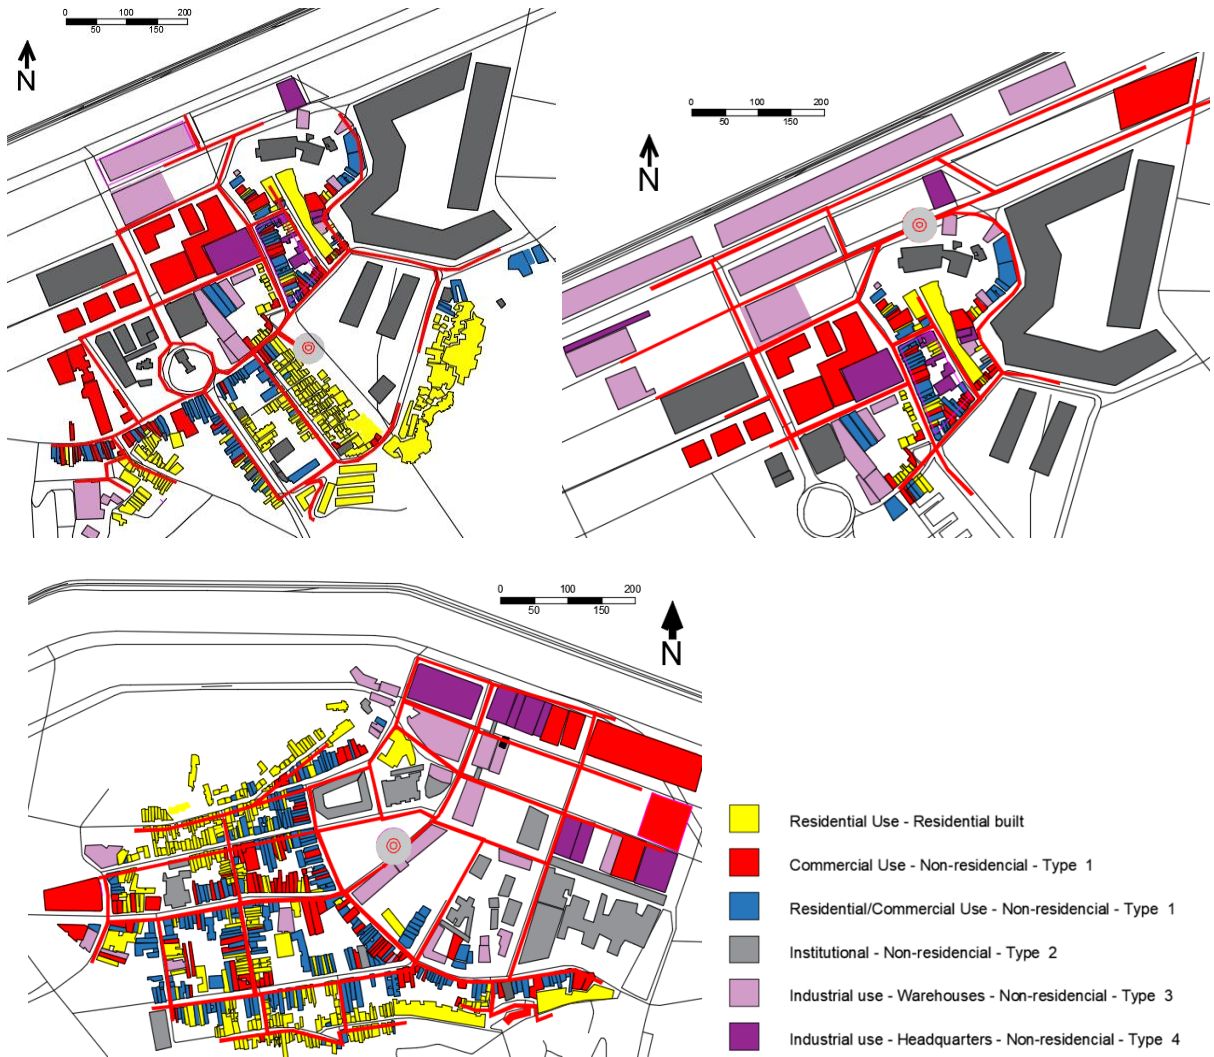 0 100 200
50 150
N
0 100 200
50 150
N
0 100 200
50 150
N
Residential Use - Residential built
Commercial Use - Non-residencial - Type 1
Residential/Commercial Use - Non-residencial - Type 1
Institutional - Non-residencial - Type 2
Industrial use - Warehouses - Non-residencial - Type 3
Industrial use - Headquarters - Non-residencial - Type 4